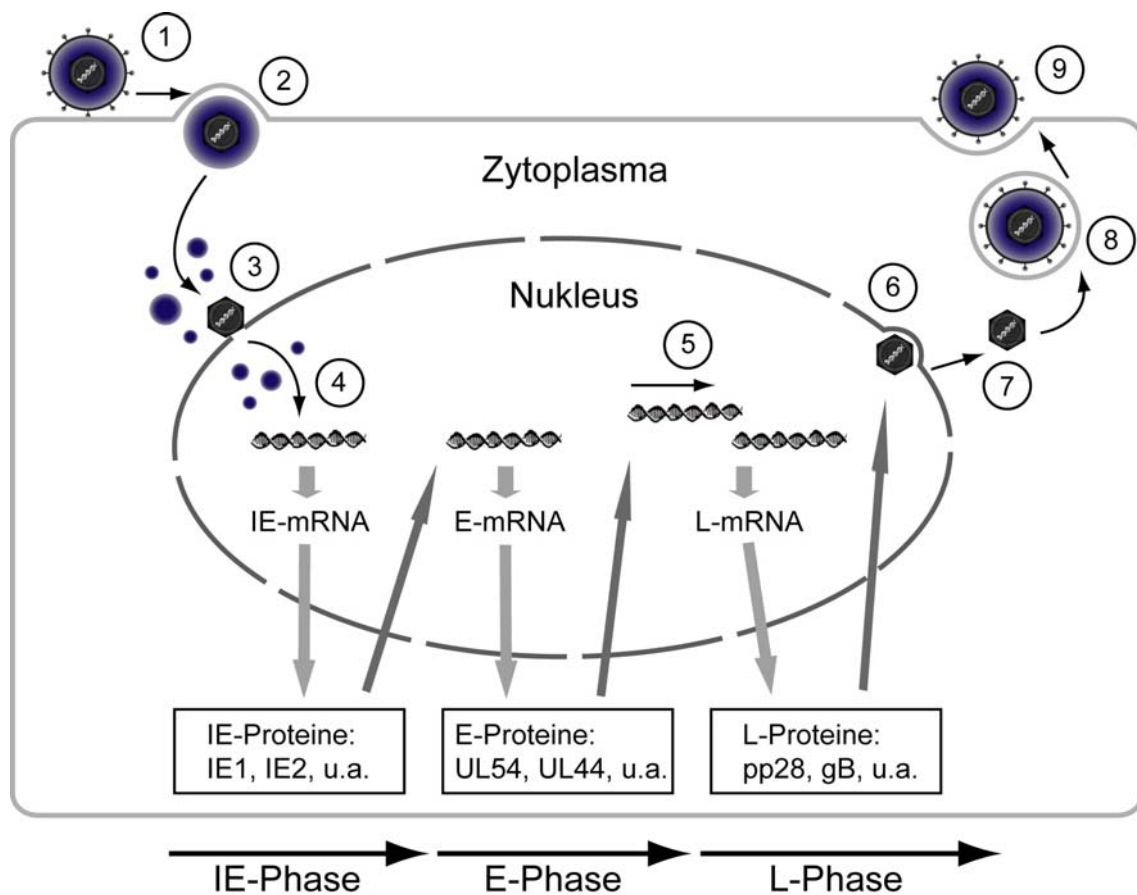 1
2
9
Zytoplasma
8
3
Nukleus
6
5
4
7
IE-mRNA
E-mRNA
L-mRNA
IE-Proteine:
IE1, IE2, u.a.
E-Proteine:
UL54, UL44, u.a.
L-Proteine:
pp28, gB, u.a.
IE-Phase
E-Phase
L-Phase